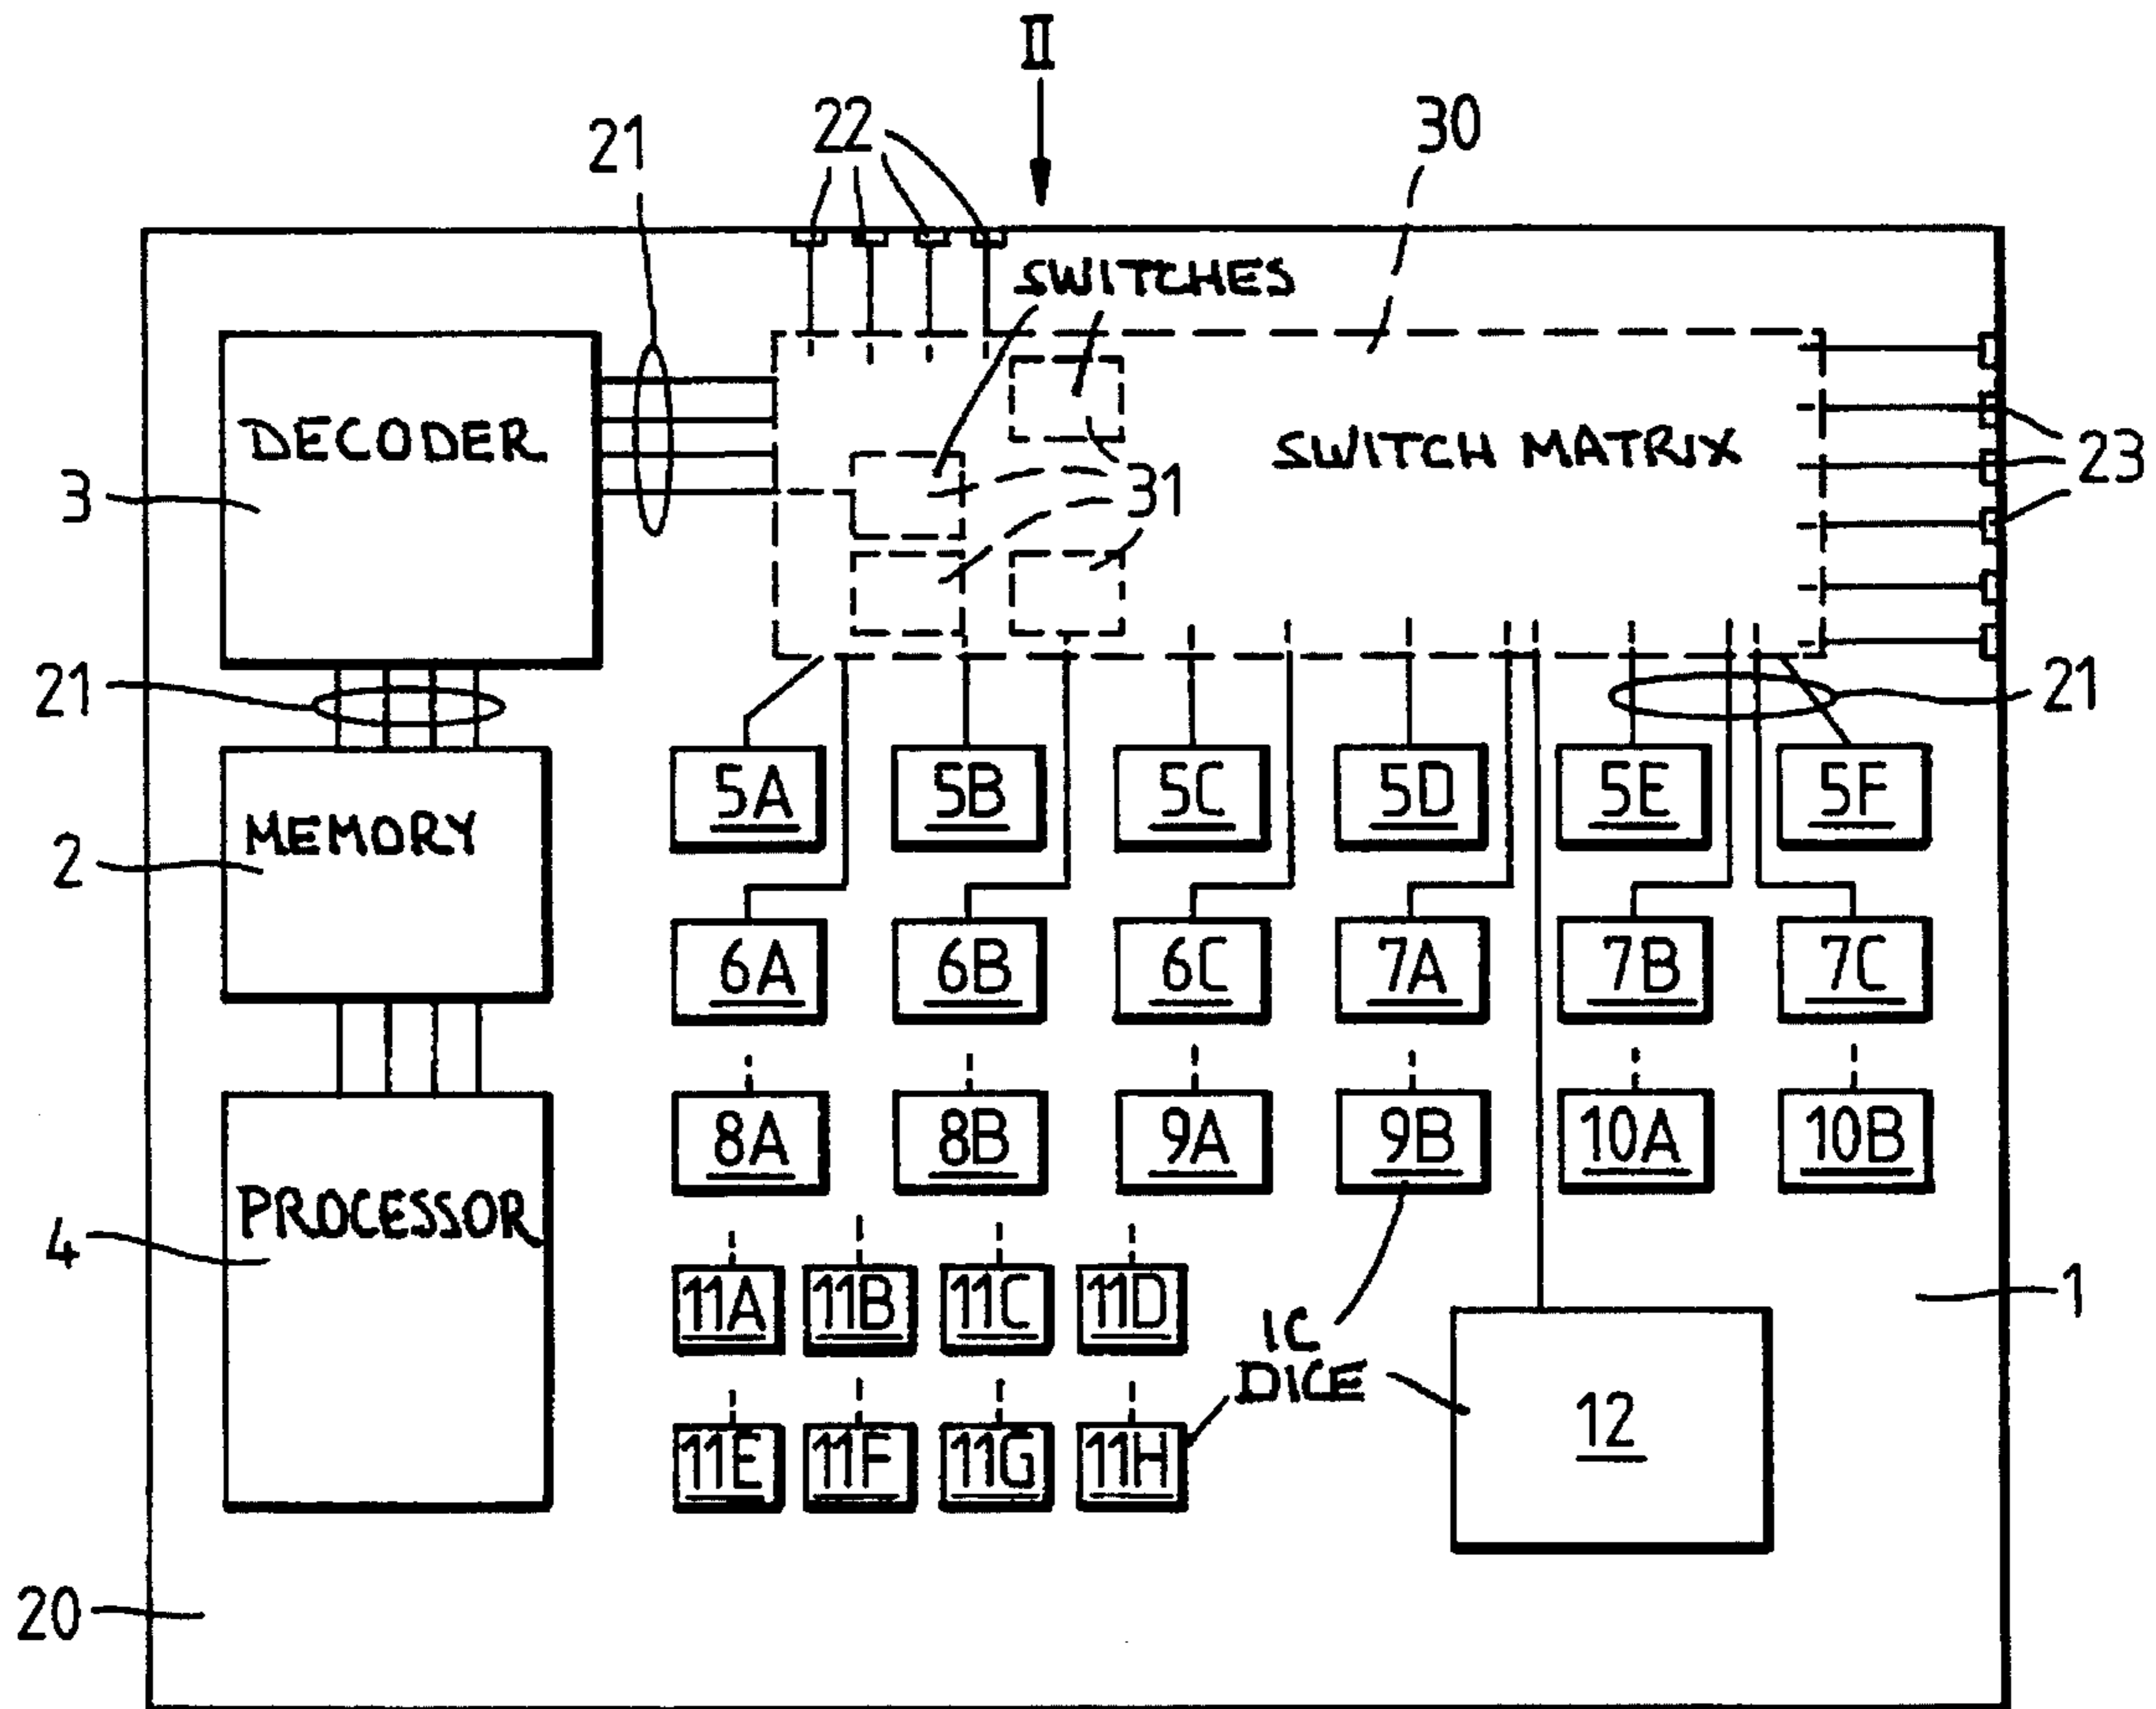 II
21
22
30
SWITCHES
DECODER
SWITCH MATRIX
23
3
31
21
21
5A
5B
5C
5D
5E
5F
MEMORY
2
6A
6B
6C
7A
7B
7C
8A
8B
9A
9B
10A
10B
PROCESSOR
4
11A
11B
11C
11D
1
IC
DICE
12
11E
11F
11G
11H
20